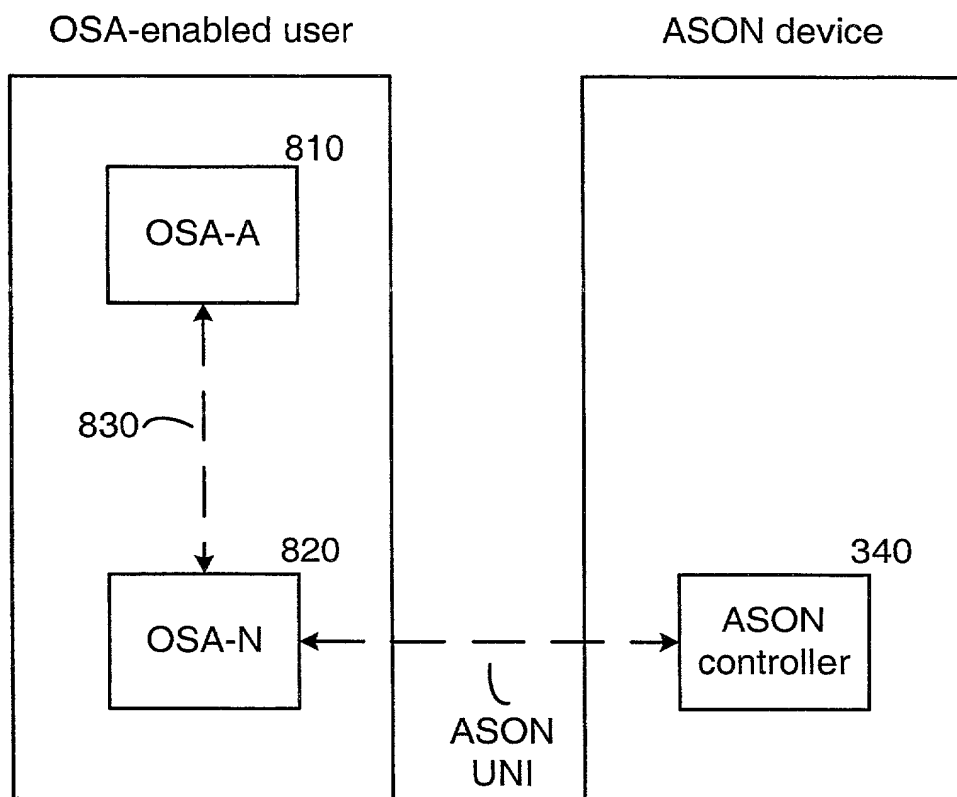 OSA-enabled user
ASON device
810
OSA-A
830
820
OSA-N
340
ASON
controller
ASON
UNI